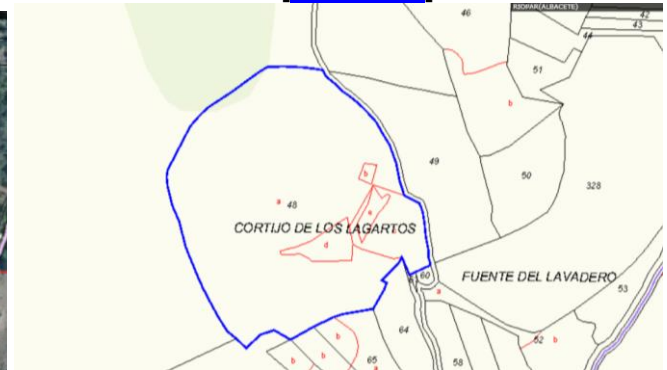 RIOPAR(ALBACETE)
46
42
43
44
51
b
49
50
328
b
a
48
e
CORTIJO DE LOS LAGARTOS
d
60
FUENTE DEL LAVADERO
a
53
64
52
b
b
b
b
65
58
a